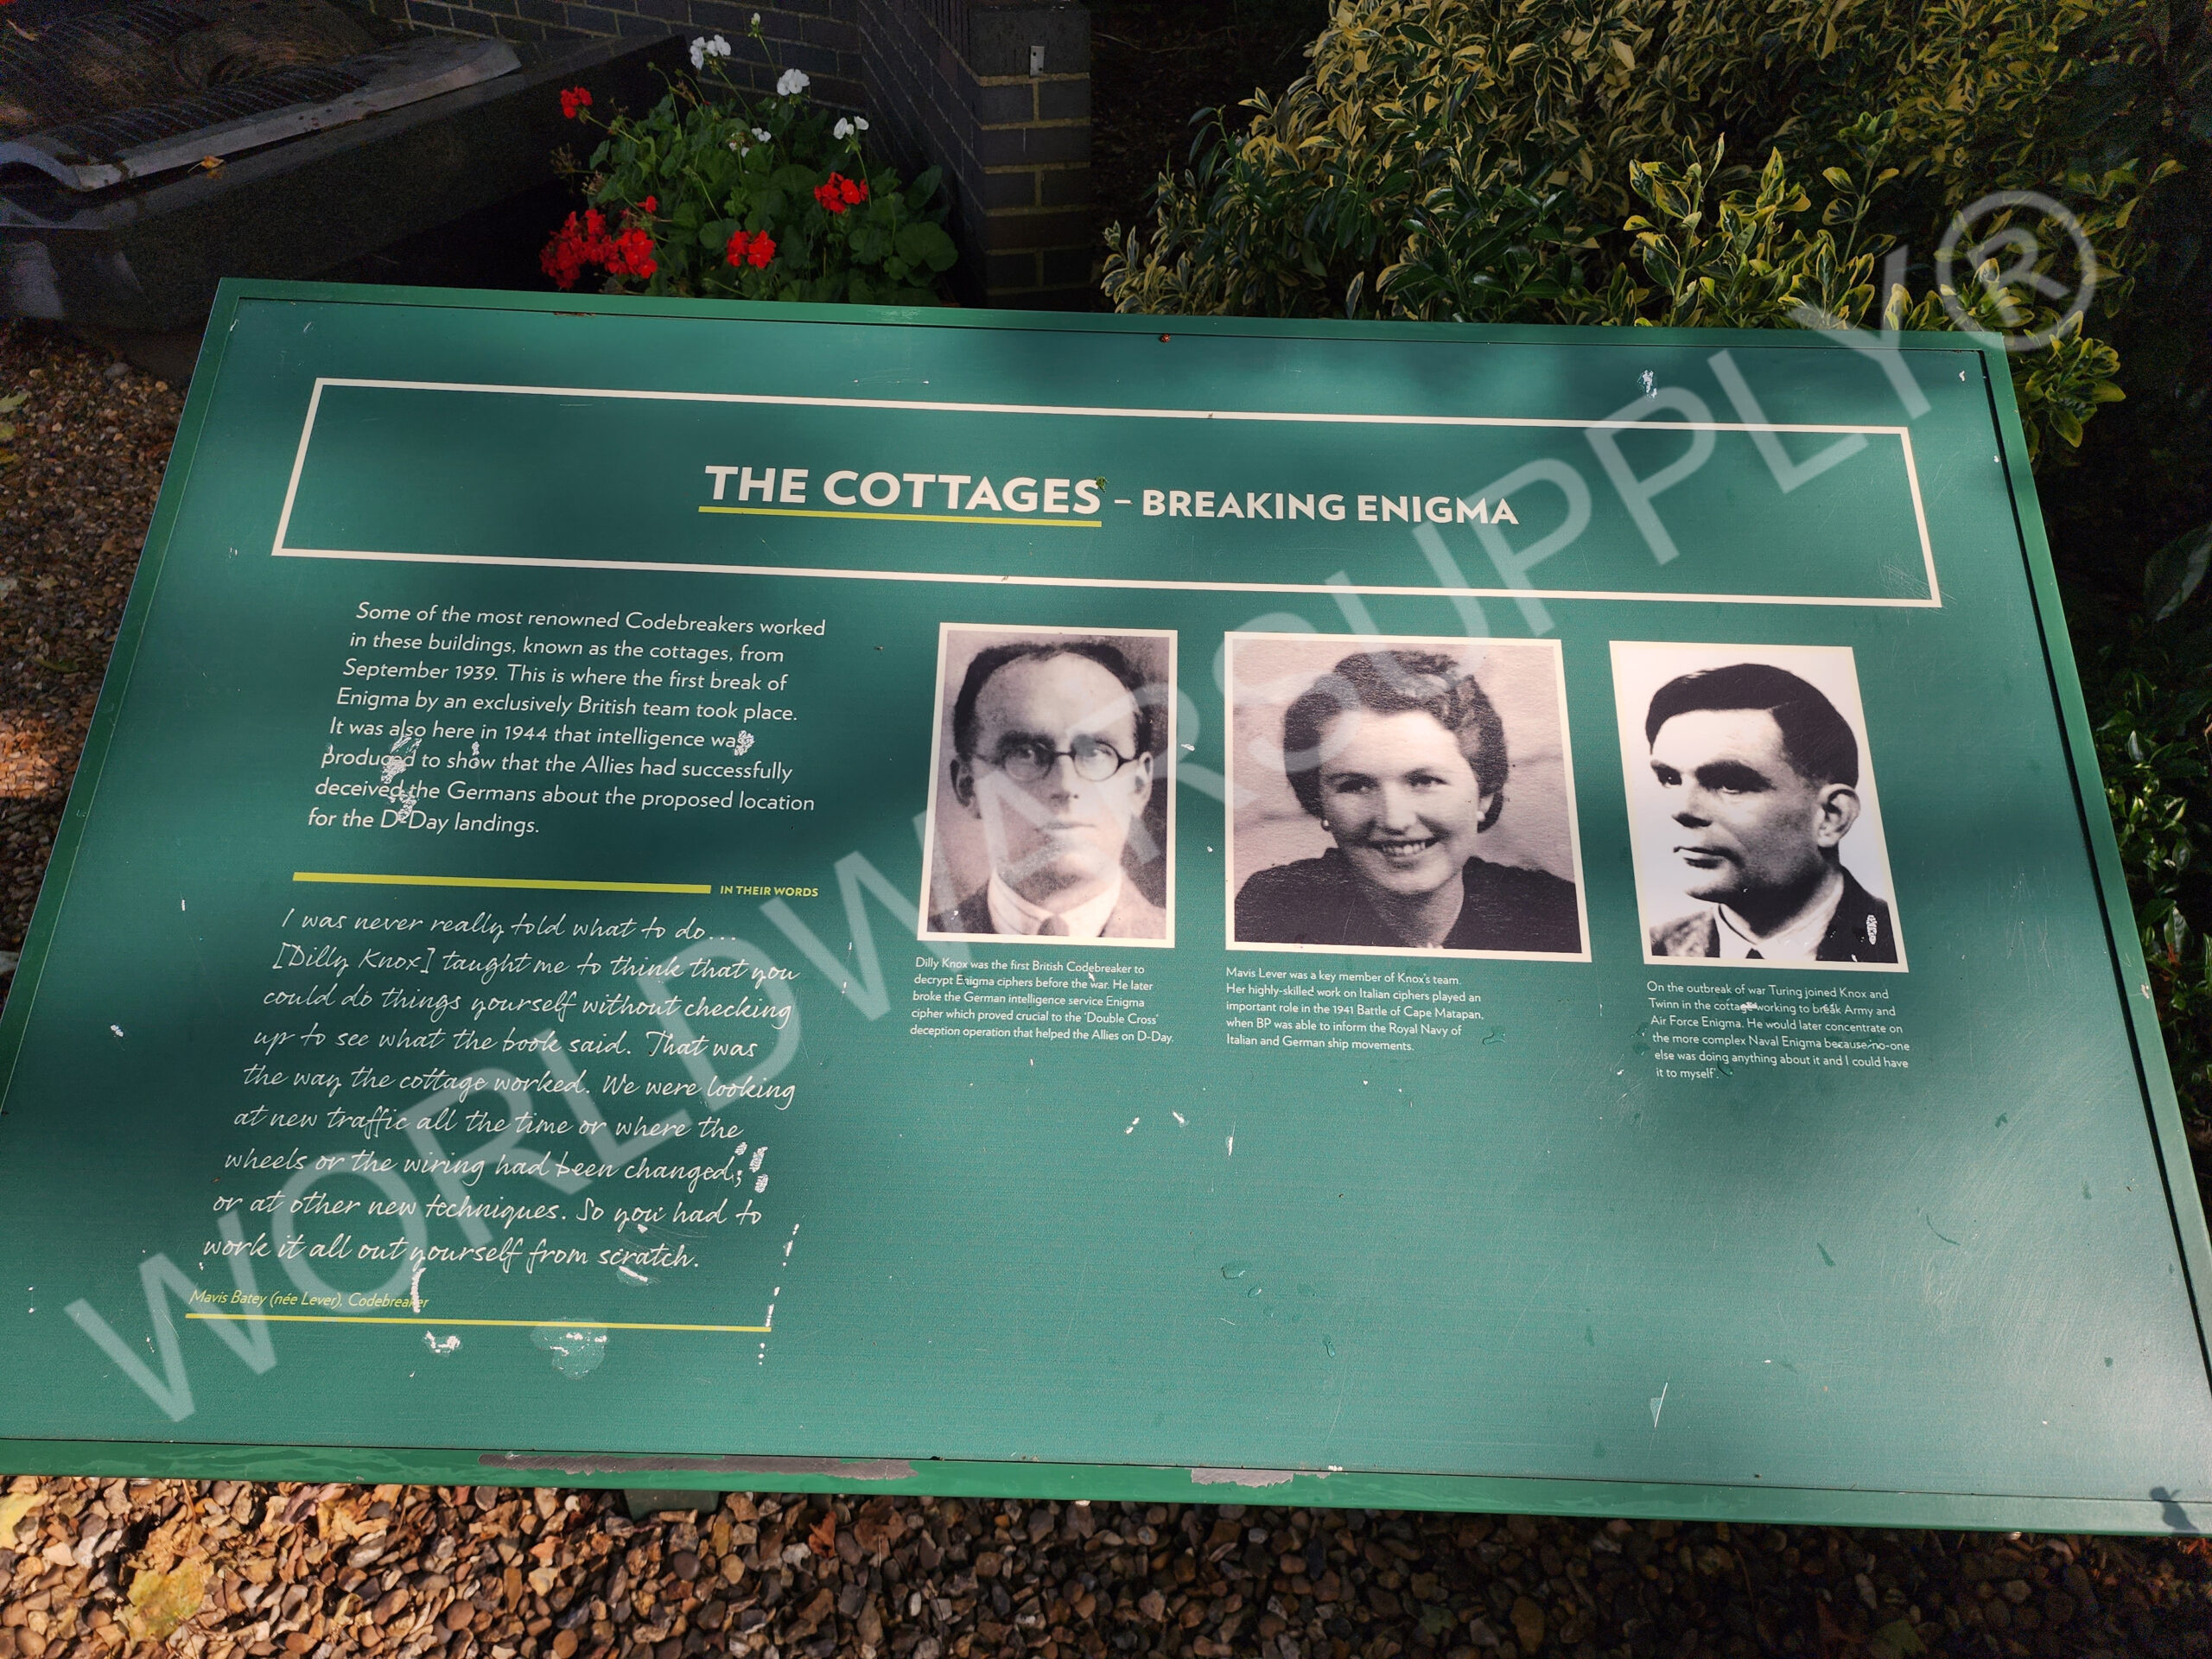 THE COTTAGES – BREAKING ENIGMA
Some of the most renowned Codebreakers worked
in these buildings, known as the cottages, from
September 1939. This is where the first break of
Enigma by an exclusively British team took place.
It was also here in 1944 that intelligence was
produced to show that the Allies had successfully
deceived the Germans about the proposed location
for the D-Day landings.
IN THEIR WORDS
I was never really told what to do...
[Dilly Knox] taught me to think that you
could do things yourself without checking
up to see what the book said. That was
the way the cottage worked. We were looking
at new traffic all the time or where the
wheels or the wiring had been changed,
or at other new techniques. So you had to
work it all out yourself from scratch.
Mavis Batey (née Lever), Codebreaker
Dilly Knox was the first British Codebreaker to
decrypt Enigma ciphers before the war. He later
broke the German intelligence service Enigma
cipher which proved crucial to the 'Double Cross'
deception operation that helped the Allies on D-Day.
Mavis Lever was a key member of Knox's team.
Her highly-skilled work on Italian ciphers played an
important role in the 1941 Battle of Cape Matapan,
when BP was able to inform the Royal Navy of
Italian and German ship movements.
On the outbreak of war Turing joined Knox and
Twinn in the cottage working to break Army and
Air Force Enigma. He would later concentrate on
the more complex Naval Enigma because no-one
else was doing anything about it and I could have
it to myself'.
WORLDWARSUPPLY®